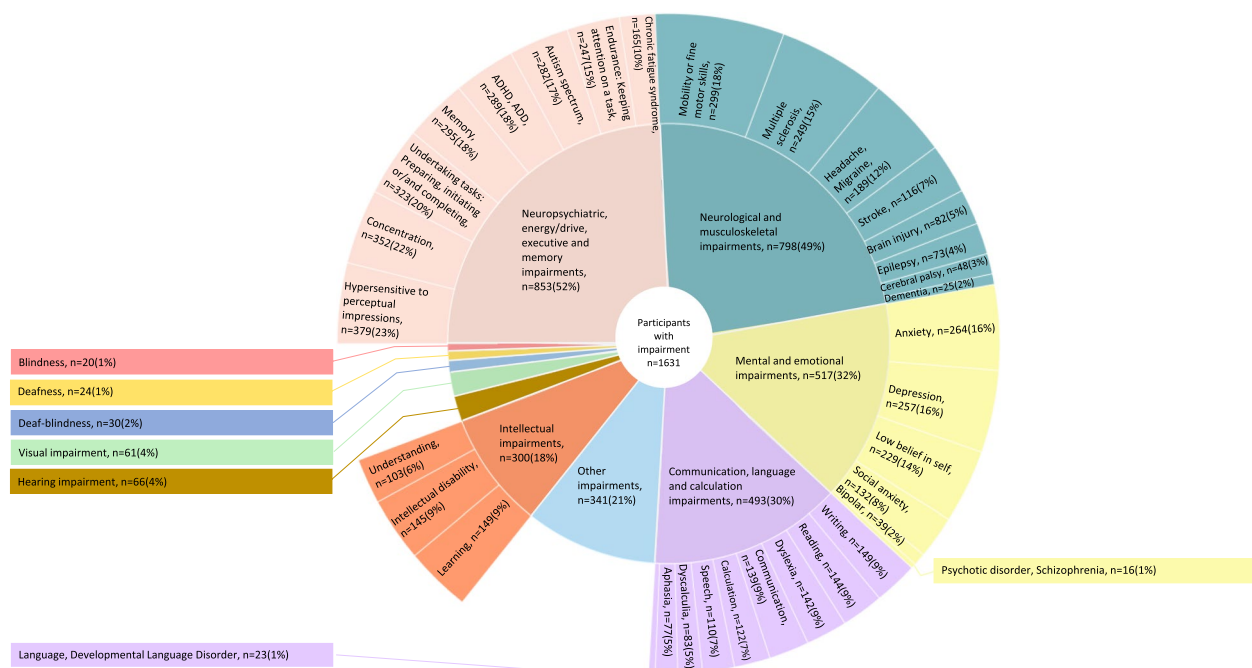 Participants
with
impairment
n=1631
Neuropsychiatric,
energy/drive,
executive and
memory
impairments,
n=853(52%)
Hypersensitive to
perceptual
impressions,
n=379(23%)
Concentration,
n=352(22%)
Undertaking tasks:
Preparing, initiating
or/and completing,
n=323(20%)
Memory,
n=295(18%)
ADHD, ADD,
n=289(18%)
Autism spectrum,
n=282(17%)
Endurance: Keeping
attention on a task,
n=247(15%)
Chronic fatigue syndrome,
n=165(10%)
Neurological and
musculoskeletal
impairments, n=798(49%)
Mobility or fine
motor skills,
n=299(18%)
Multiple
sclerosis,
n=249(15%)
Headache,
Migraine,
n=189(12%)
Stroke, n=116(7%)
Brain injury, n=82(5%)
Epilepsy, n=73(4%)
Cerebral palsy, n=48(3%)
Dementia, n=25(2%)
Mental and emotional
impairments, n=517(32%)
Anxiety, n=264(16%)
Depression,
n=257(16%)
Low belief in self,
n=229(14%)
Social anxiety,
n=132(8%)
Bipolar, n=39(2%)
Psychotic disorder, Schizophrenia, n=16(1%)
Communication, language
and calculation
impairments, n=493(30%)
Writing, n=149(9%)
Reading, n=144(9%)
Dyslexia, n=142(9%)
Communication,
n=139(9%)
Calculation, n=122(7%)
Speech, n=110(7%)
Dyscalculia, n=83(5%)
Aphasia, n=77(5%)
Language, Developmental Language Disorder, n=23(1%)
Other
impairments,
n=341(21%)
Intellectual
impairments,
n=300(18%)
Learning, n=149(9%)
Intellectual disability,
n=145(9%)
Understanding,
n=103(6%)
Hearing impairment, n=66(4%)
Visual impairment, n=61(4%)
Deaf-blindness, n=30(2%)
Deafness, n=24(1%)
Blindness, n=20(1%)